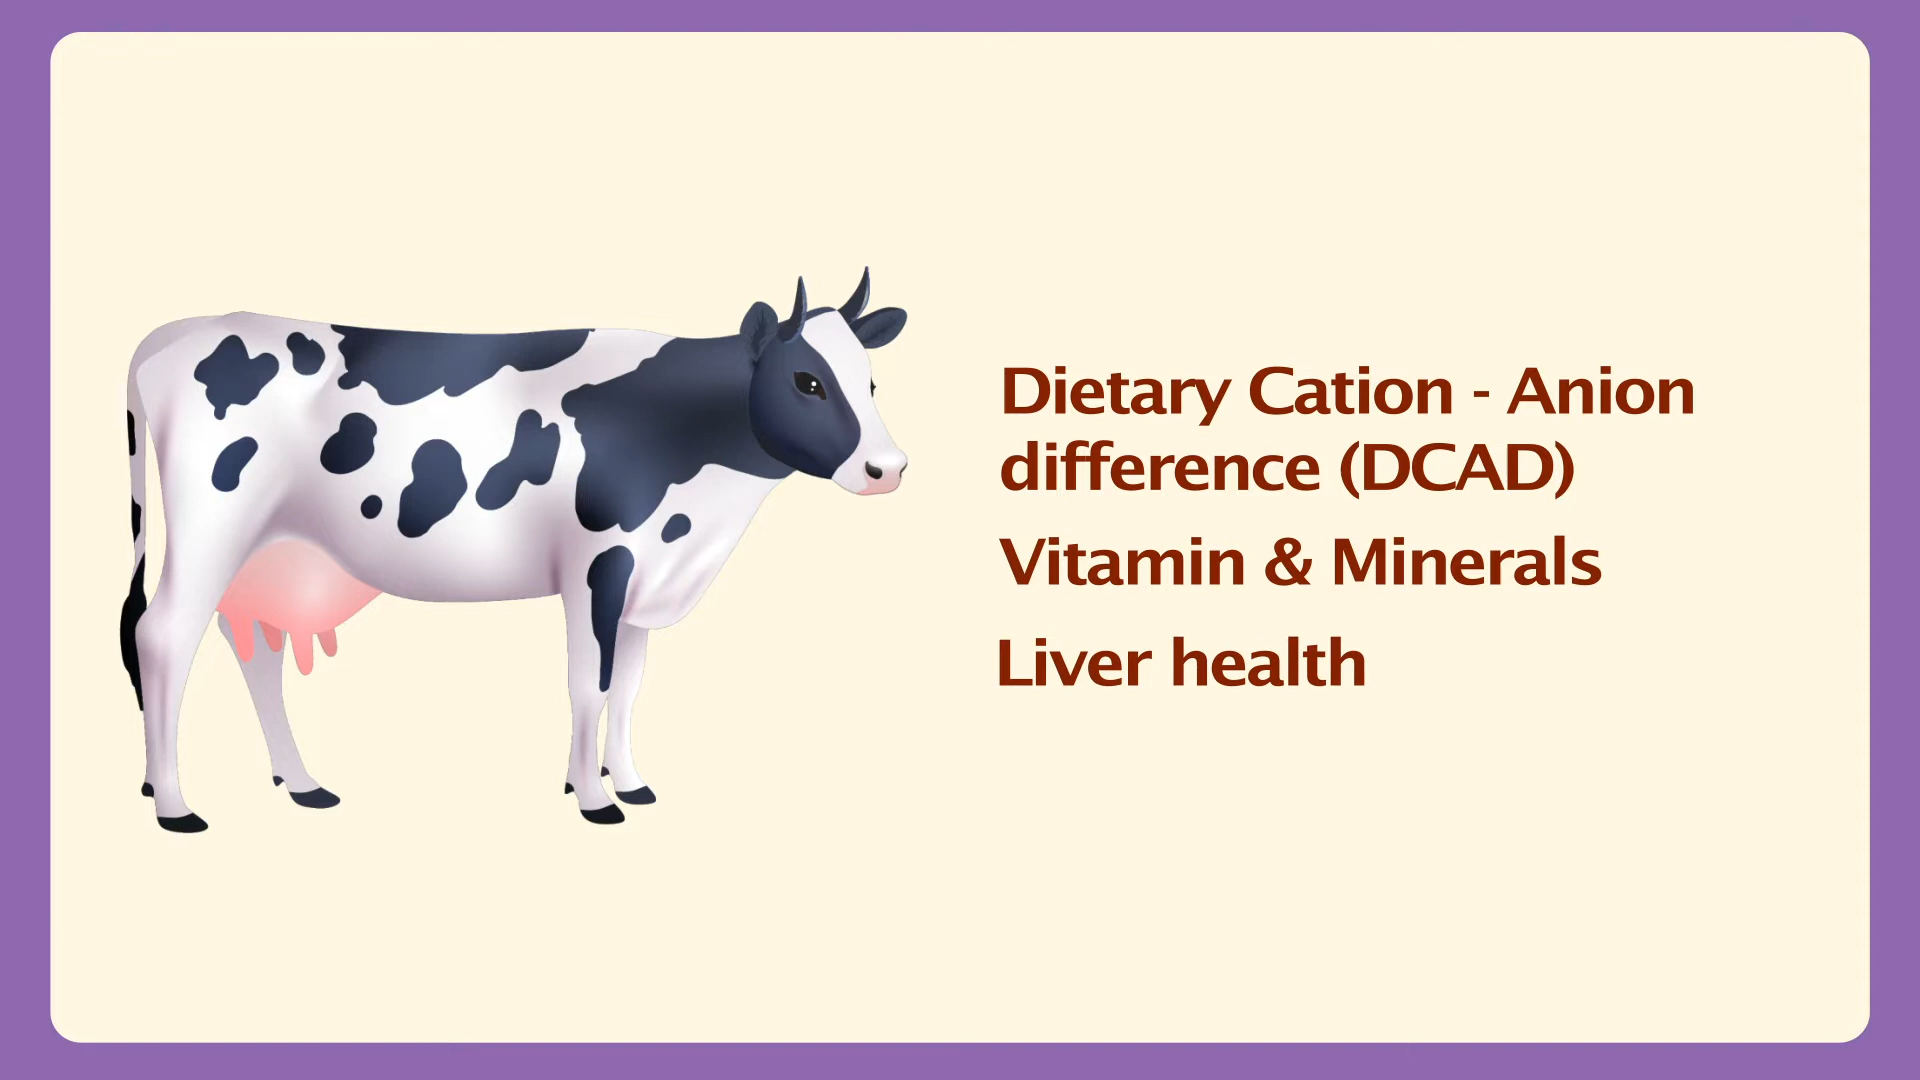 Dietary Cation - Anion
difference (DCAD)
Vitamin & Minerals
Liver health